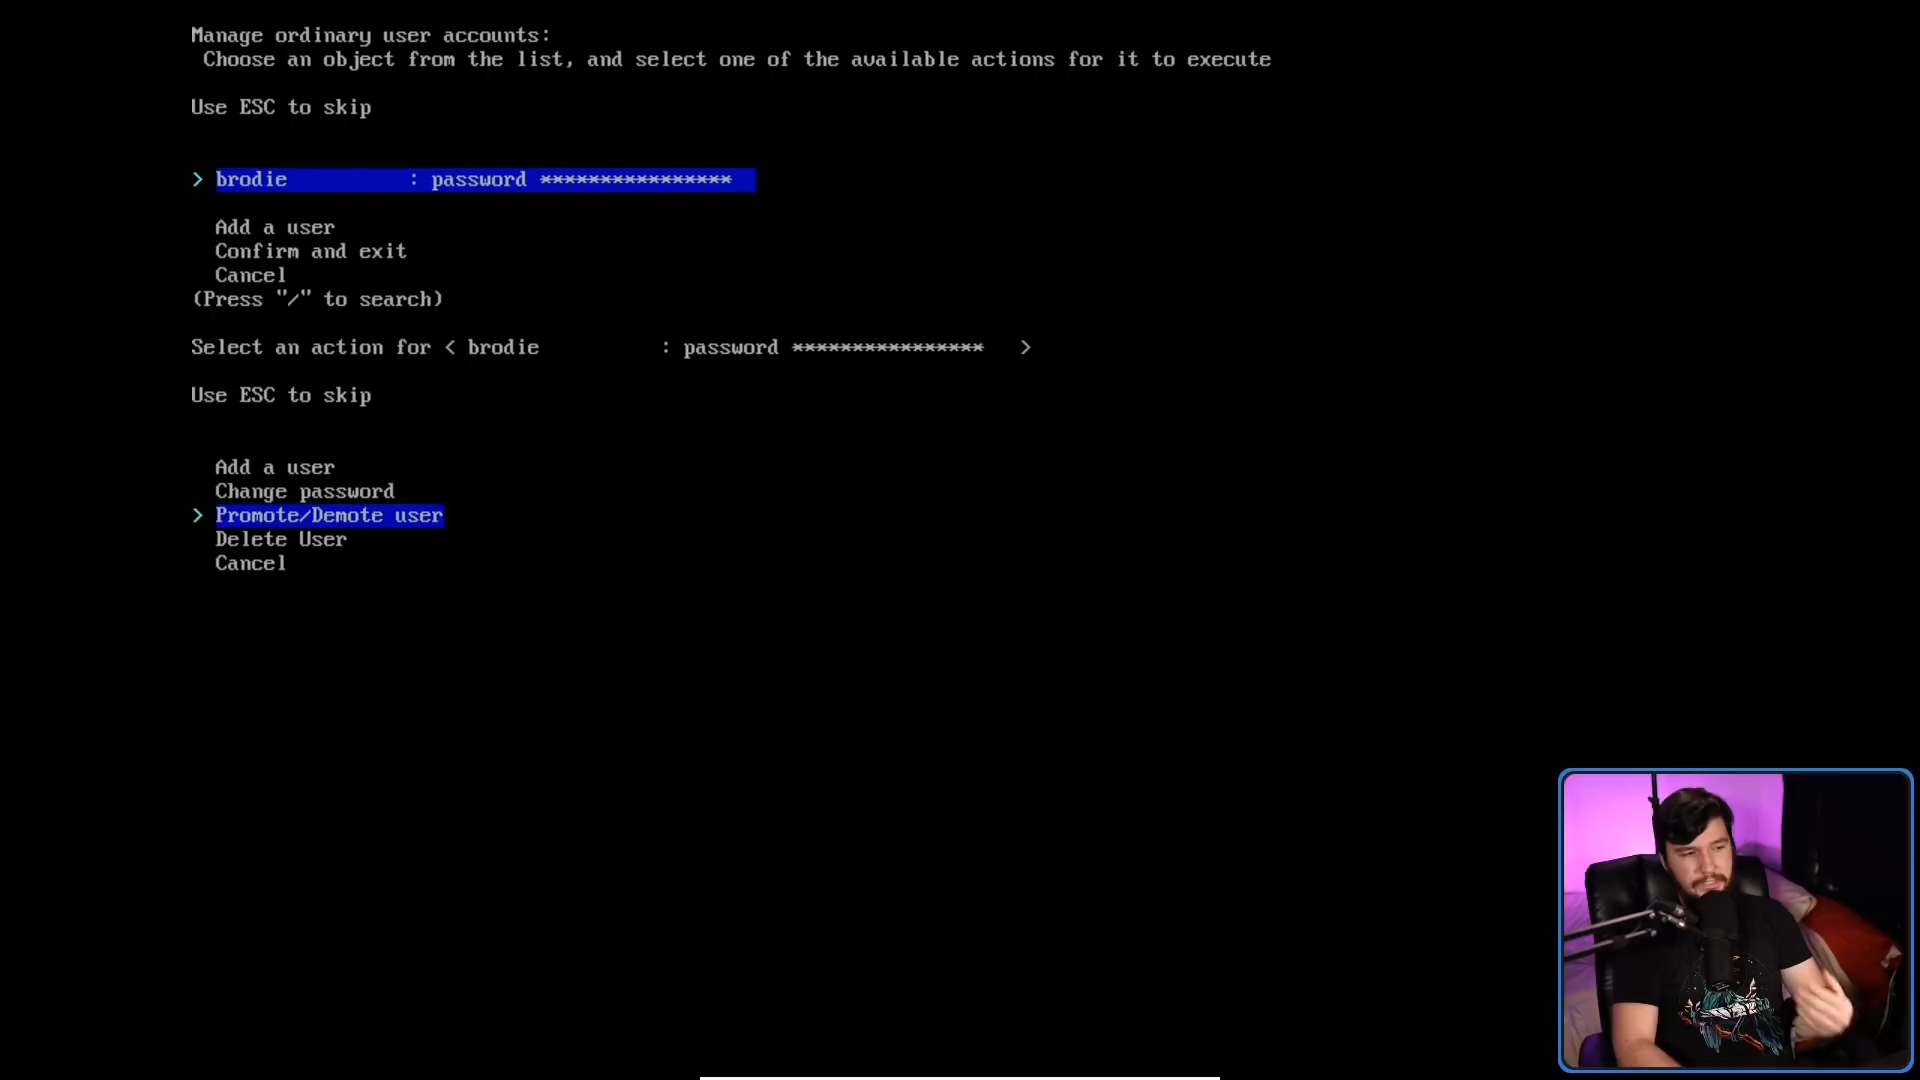 Manage ordinary user accounts:
Choose an object from the list, and select one of the available actions for it to execute
Use ESC to skip
> brodie : password ****************
Add a user
Confirm and exit
Cancel
(Press "/" to search)
Select an action for < brodie : password **************** >
Use ESC to skip
Add a user
Change password
> Promote/Demote user
Delete User
Cancel